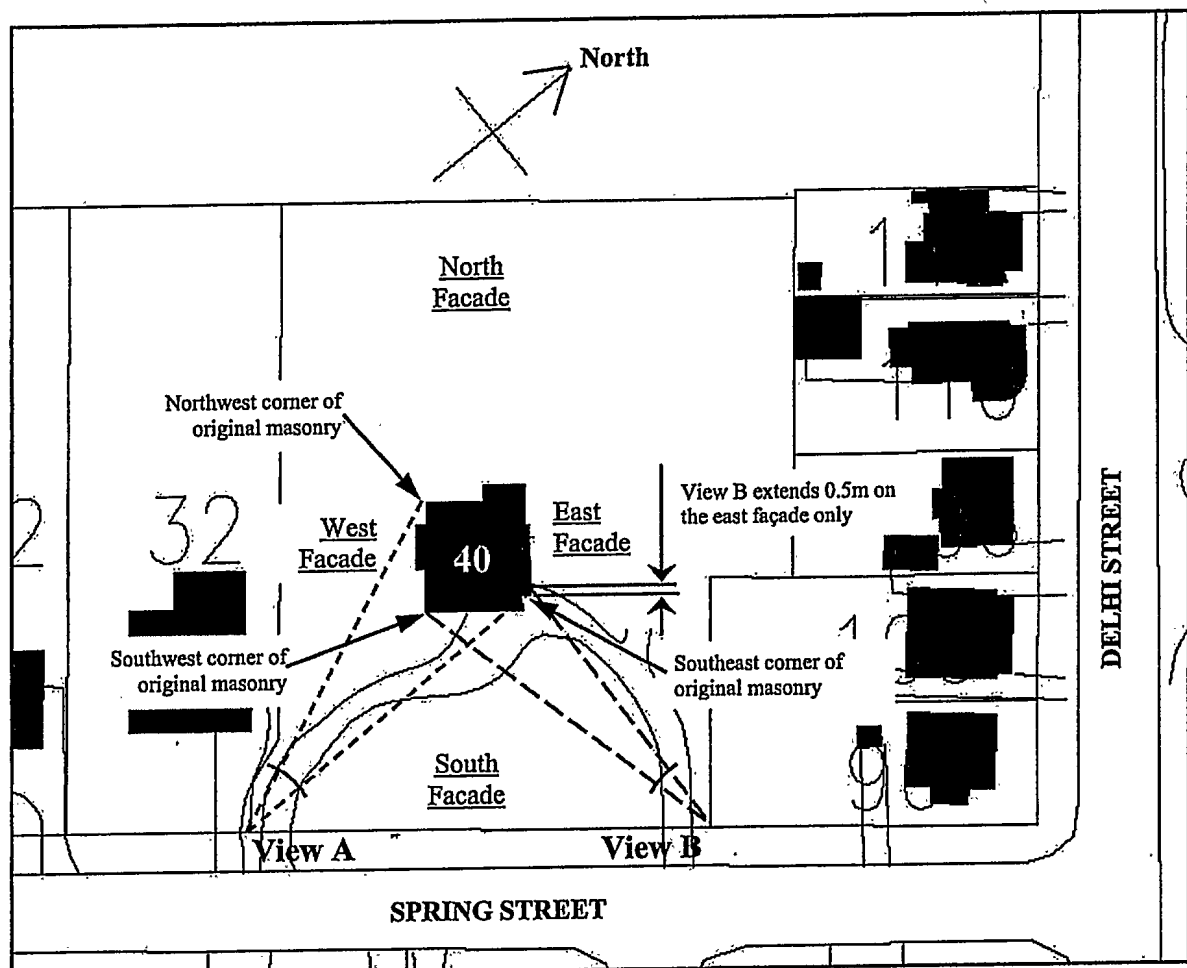 North
North
Facade
Northwest corner of
original masonry
View B extends 0.5m on
the east façade only
East
Facade
West
Facade
32
2
40
Southwest corner of
original masonry
Southeast corner of
original masonry
South
Facade
View A
View B
SPRING STREET
DELHI STREET